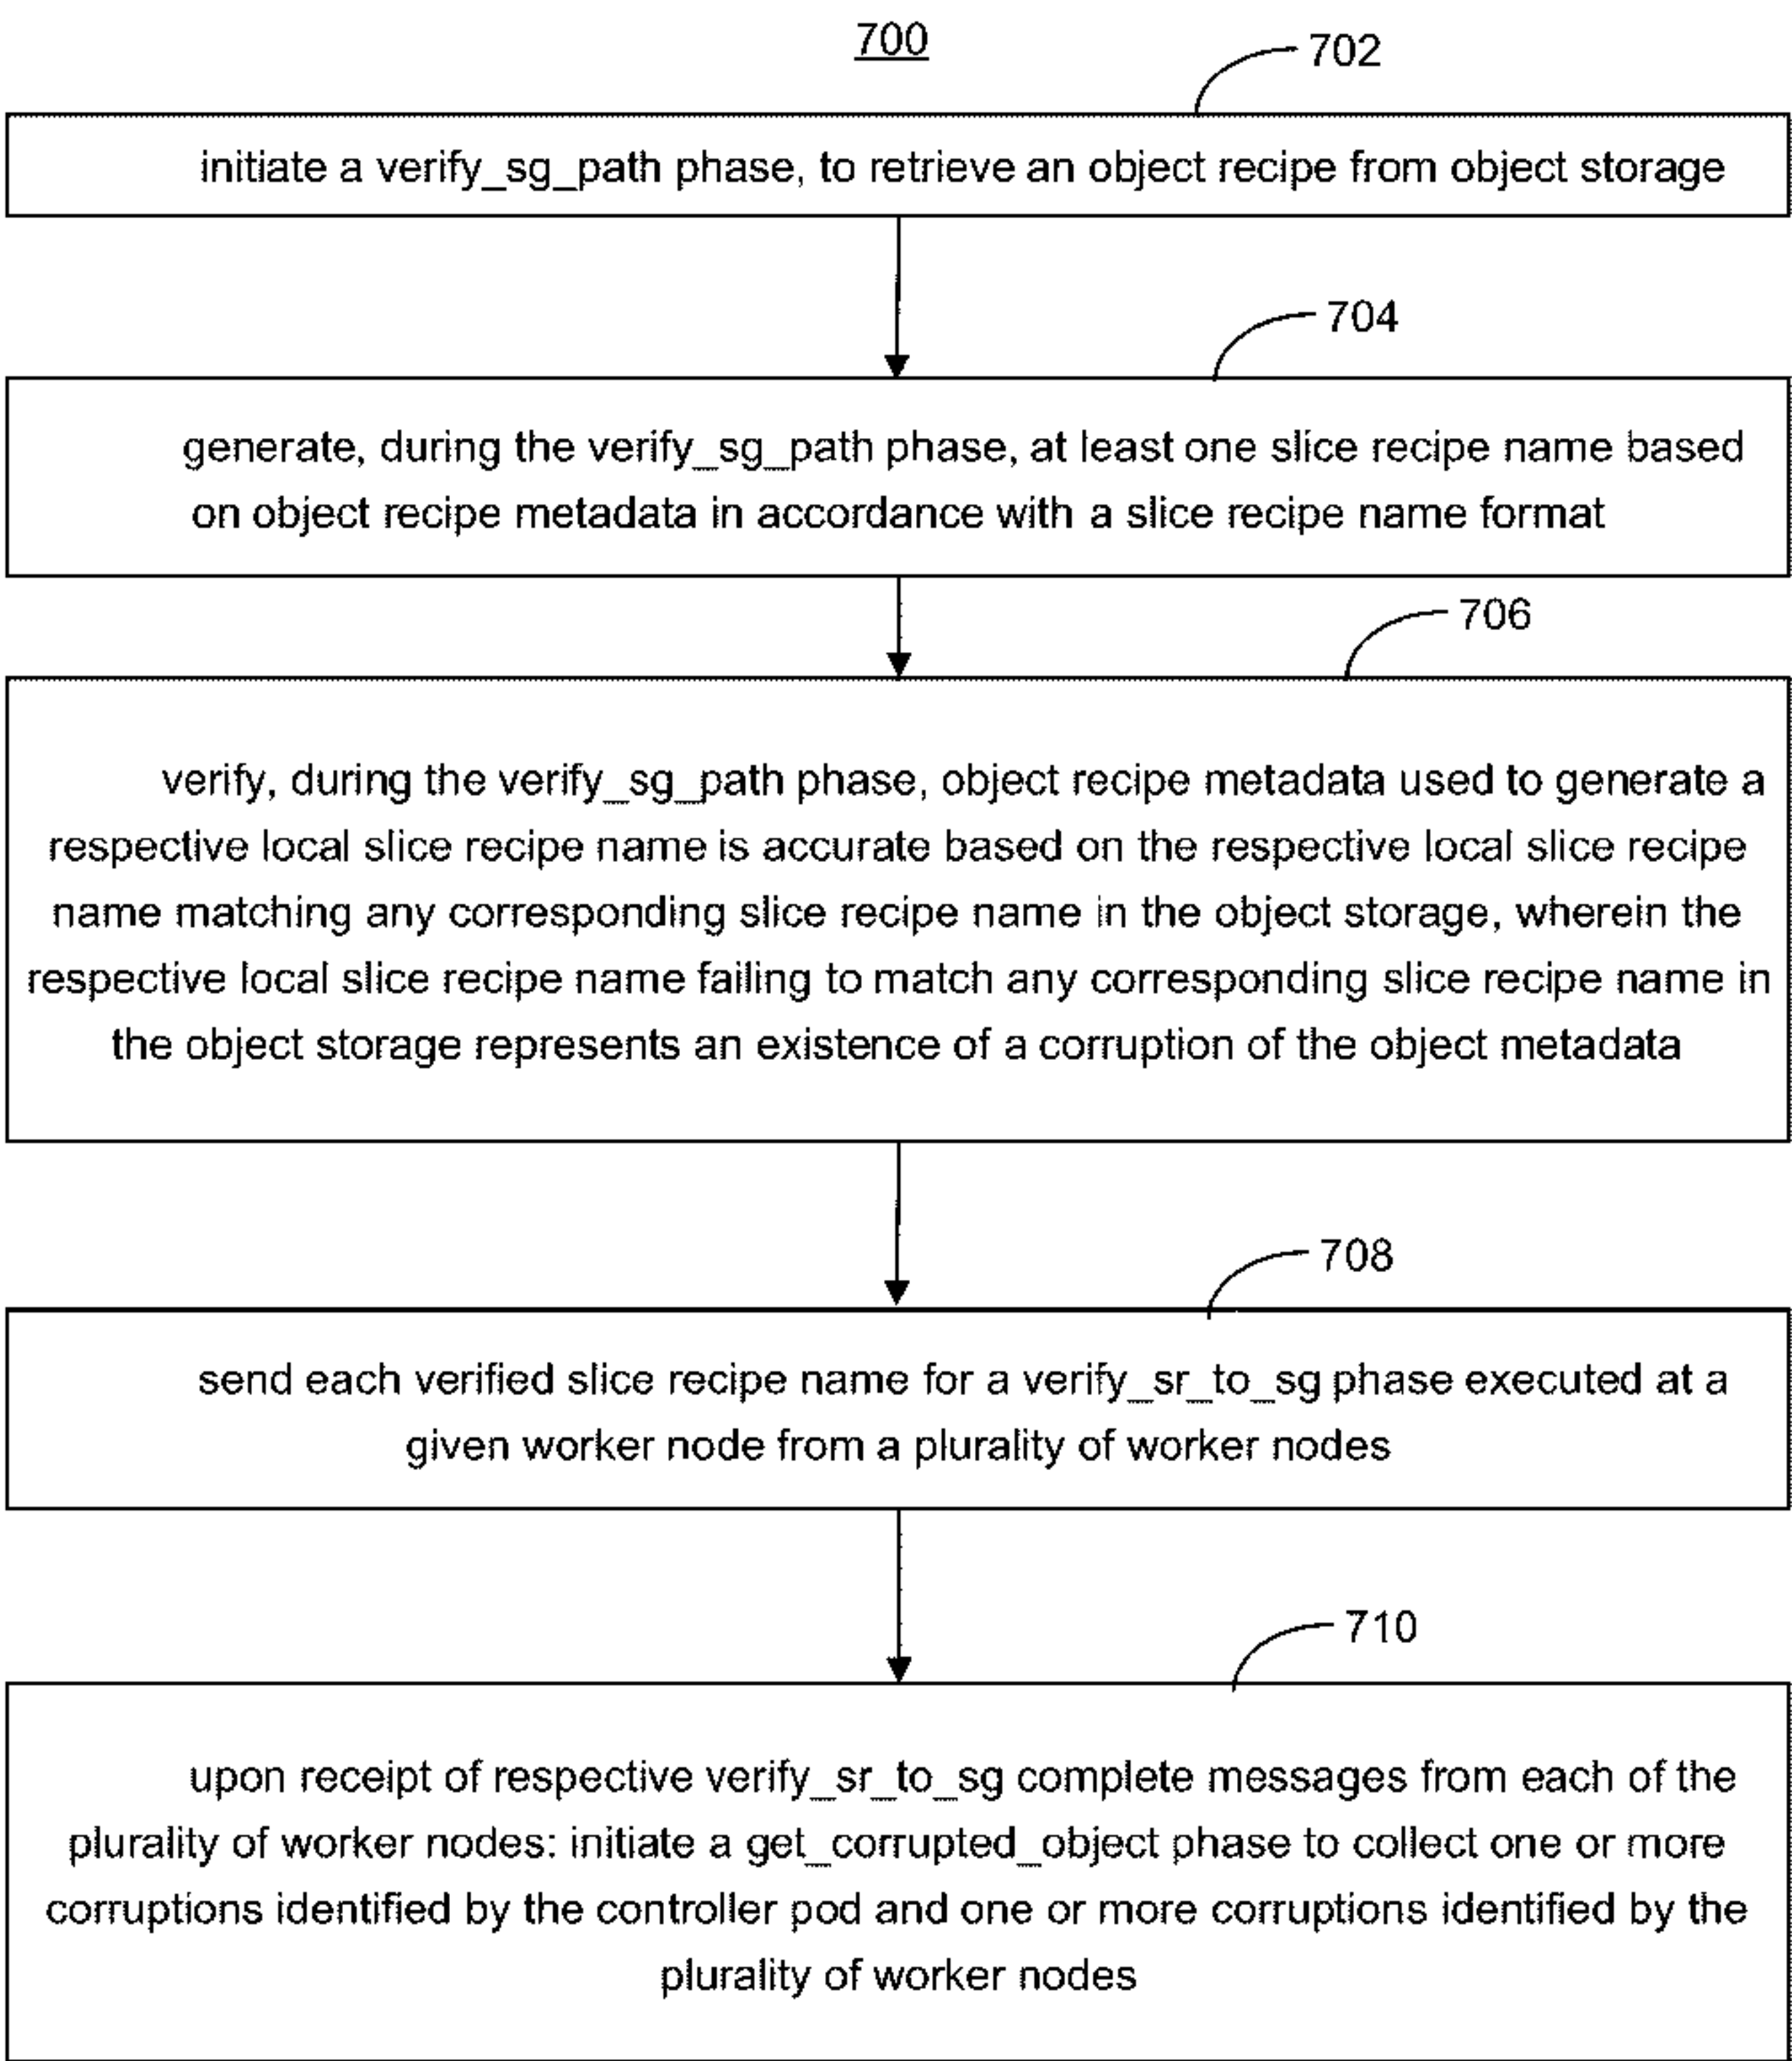 700
702
initiate a verify_sg_path phase, to retrieve an object recipe from object storage
704
generate, during the verify_sg_path phase, at least one slice recipe name based
on object recipe metadata in accordance with a slice recipe name format
706
verify, during the verify_sg_path phase, object recipe metadata used to generate a
respective local slice recipe name is accurate based on the respective local slice recipe
name matching any corresponding slice recipe name in the object storage, wherein the
respective local slice recipe name failing to match any corresponding slice recipe name in
the object storage represents an existence of a corruption of the object metadata
708
send each verified slice recipe name for a verify_sr_to_sg phase executed at a
given worker node from a plurality of worker nodes
710
upon receipt of respective verify_sr_to_sg complete messages from each of the
plurality of worker nodes: initiate a get_corrupted_object phase to collect one or more
corruptions identified by the controller pod and one or more corruptions identified by the
plurality of worker nodes